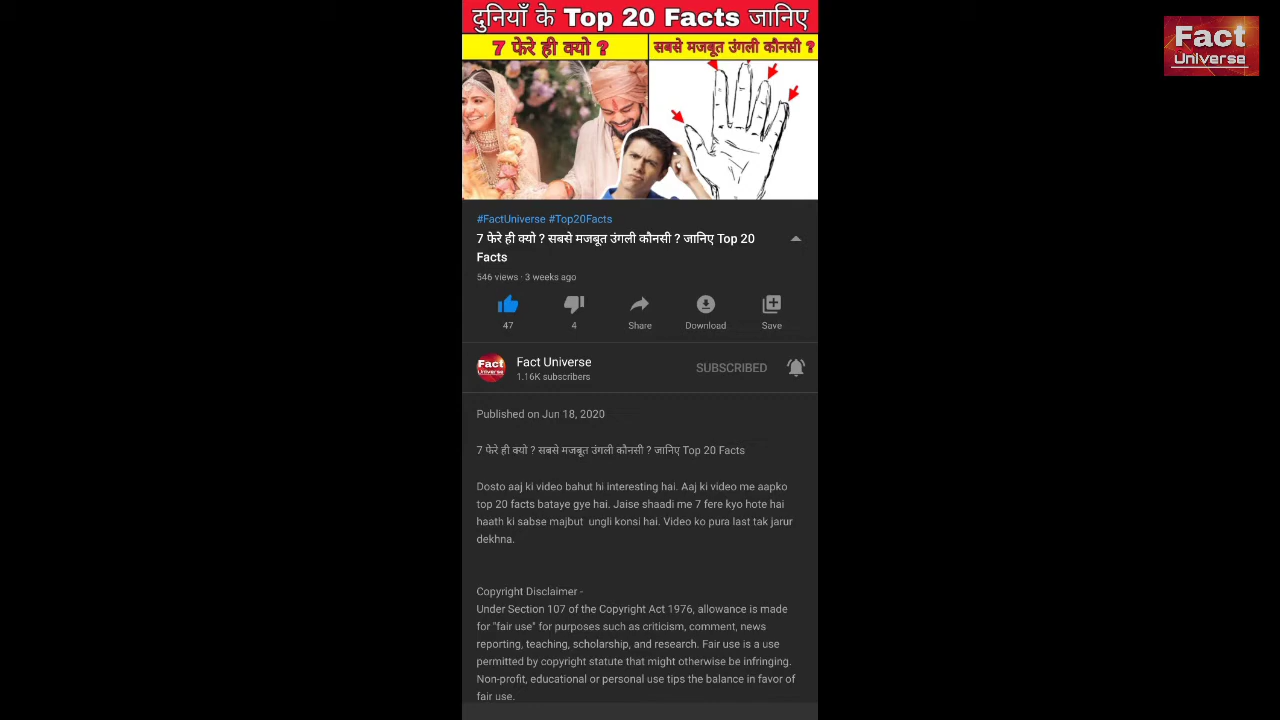 दुनियाँ के Top 20 Facts जानिए
7 फेरे ही क्यो ? सबसे मजबूत उंगली कौनसी ?
Fact
Universe
#FactUniverse #Top20Facts
7 फेरे ही क्यो ? सबसे मजबूत उंगली कौनसी ? जानिए Top 20
Facts
546 views · 3 weeks ago
47 4 Share Download Save
Fact
Universe
Fact Universe
1.16K subscribers
SUBSCRIBED
Published on Jun 18, 2020
7 फेरे ही क्यो ? सबसे मजबूत उंगली कौनसी ? जानिए Top 20 Facts
Dosto aaj ki video bahut hi interesting hai. Aaj ki video me aapko
top 20 facts bataye gye hai. Jaise shaadi me 7 fere kyo hote hai
haath ki sabse majbut ungli konsi hai. Video ko pura last tak jarur
dekhna.
Copyright Disclaimer -
Under Section 107 of the Copyright Act 1976, allowance is made
for "fair use" for purposes such as criticism, comment, news
reporting, teaching, scholarship, and research. Fair use is a use
permitted by copyright statute that might otherwise be infringing.
Non-profit, educational or personal use tips the balance in favor of
fair use.